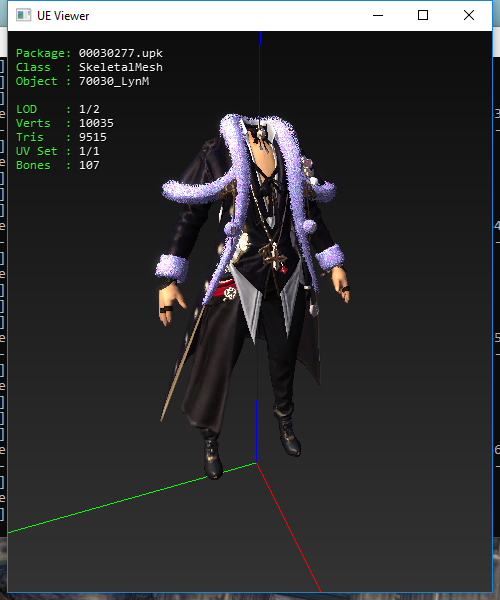 UE Viewer
Package: 00030277.upk
Class : SkeletalMesh
Object : 70030_LynM
LOD : 1/2
Verts : 10035
Tris : 9515
UV Set : 1/1
Bones : 107